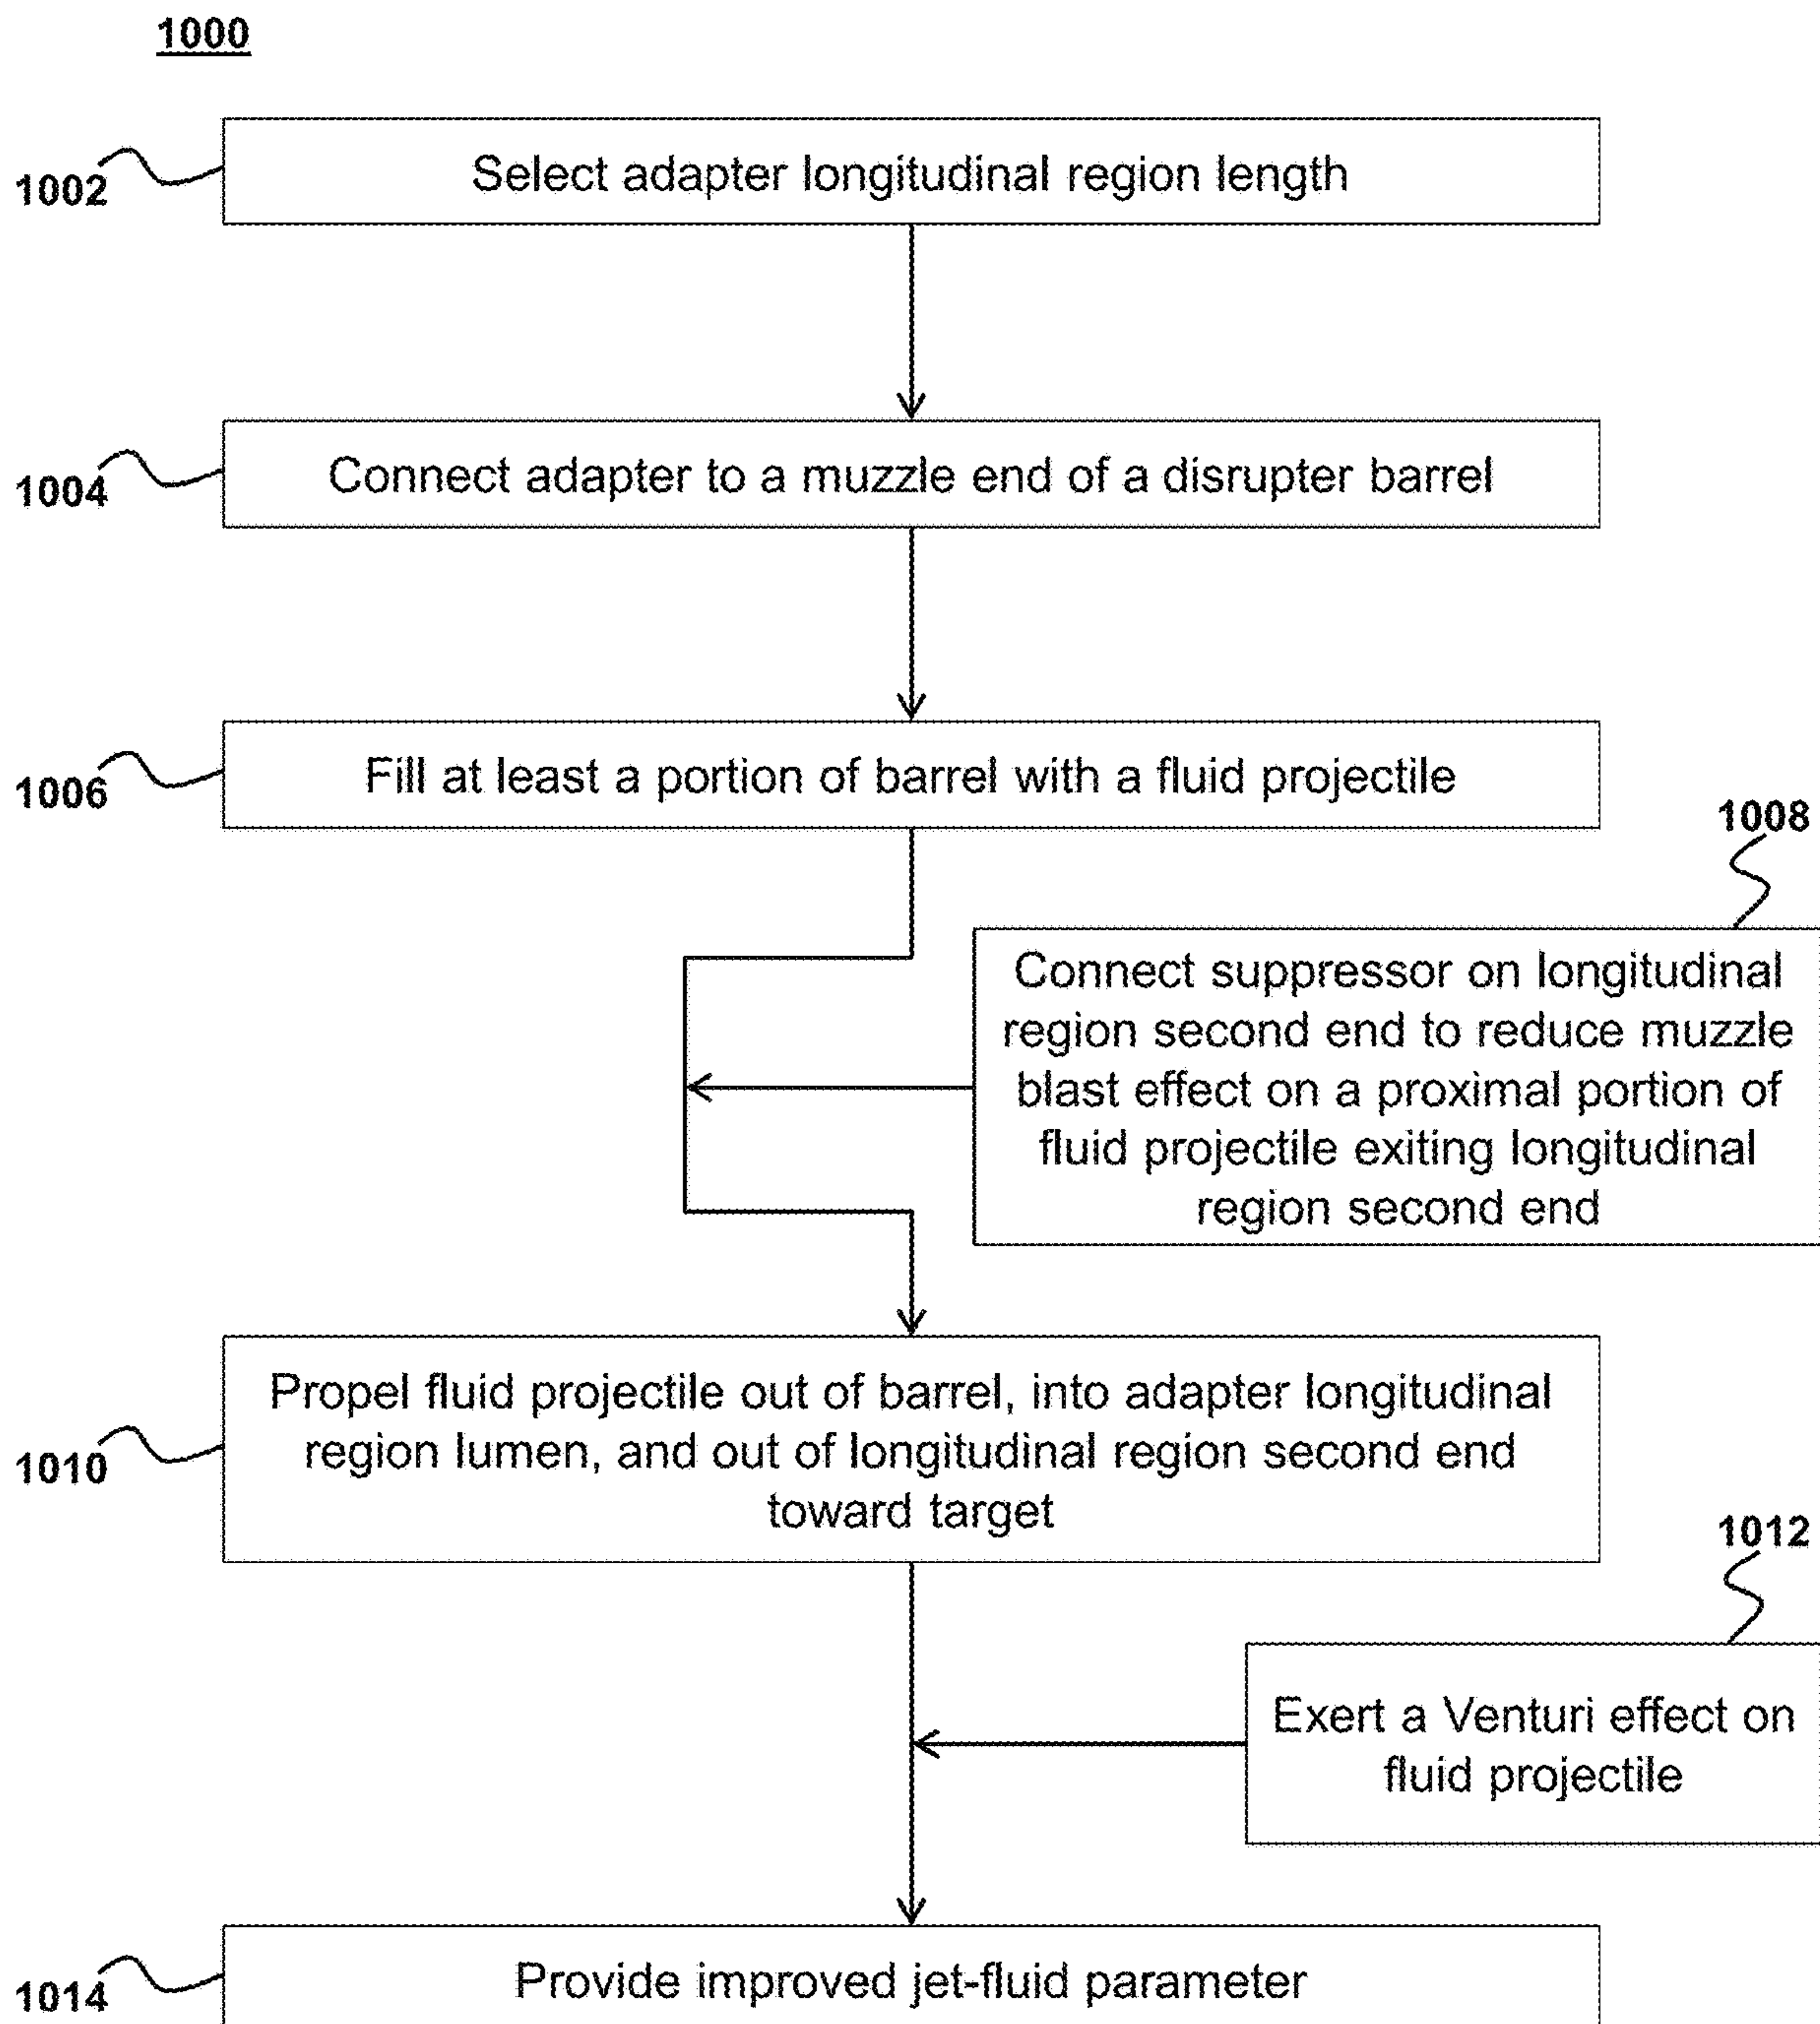 1000
1002
Select adapter longitudinal region length
1004
Connect adapter to a muzzle end of a disrupter barrel
1006
Fill at least a portion of barrel with a fluid projectile
1008
Connect suppressor on longitudinal
region second end to reduce muzzle
blast effect on a proximal portion of
fluid projectile exiting longitudinal
region second end
1010
Propel fluid projectile out of barrel, into adapter longitudinal
region lumen, and out of longitudinal region second end
toward target
1012
Exert a Venturi effect on
fluid projectile
1014
Provide improved jet-fluid parameter